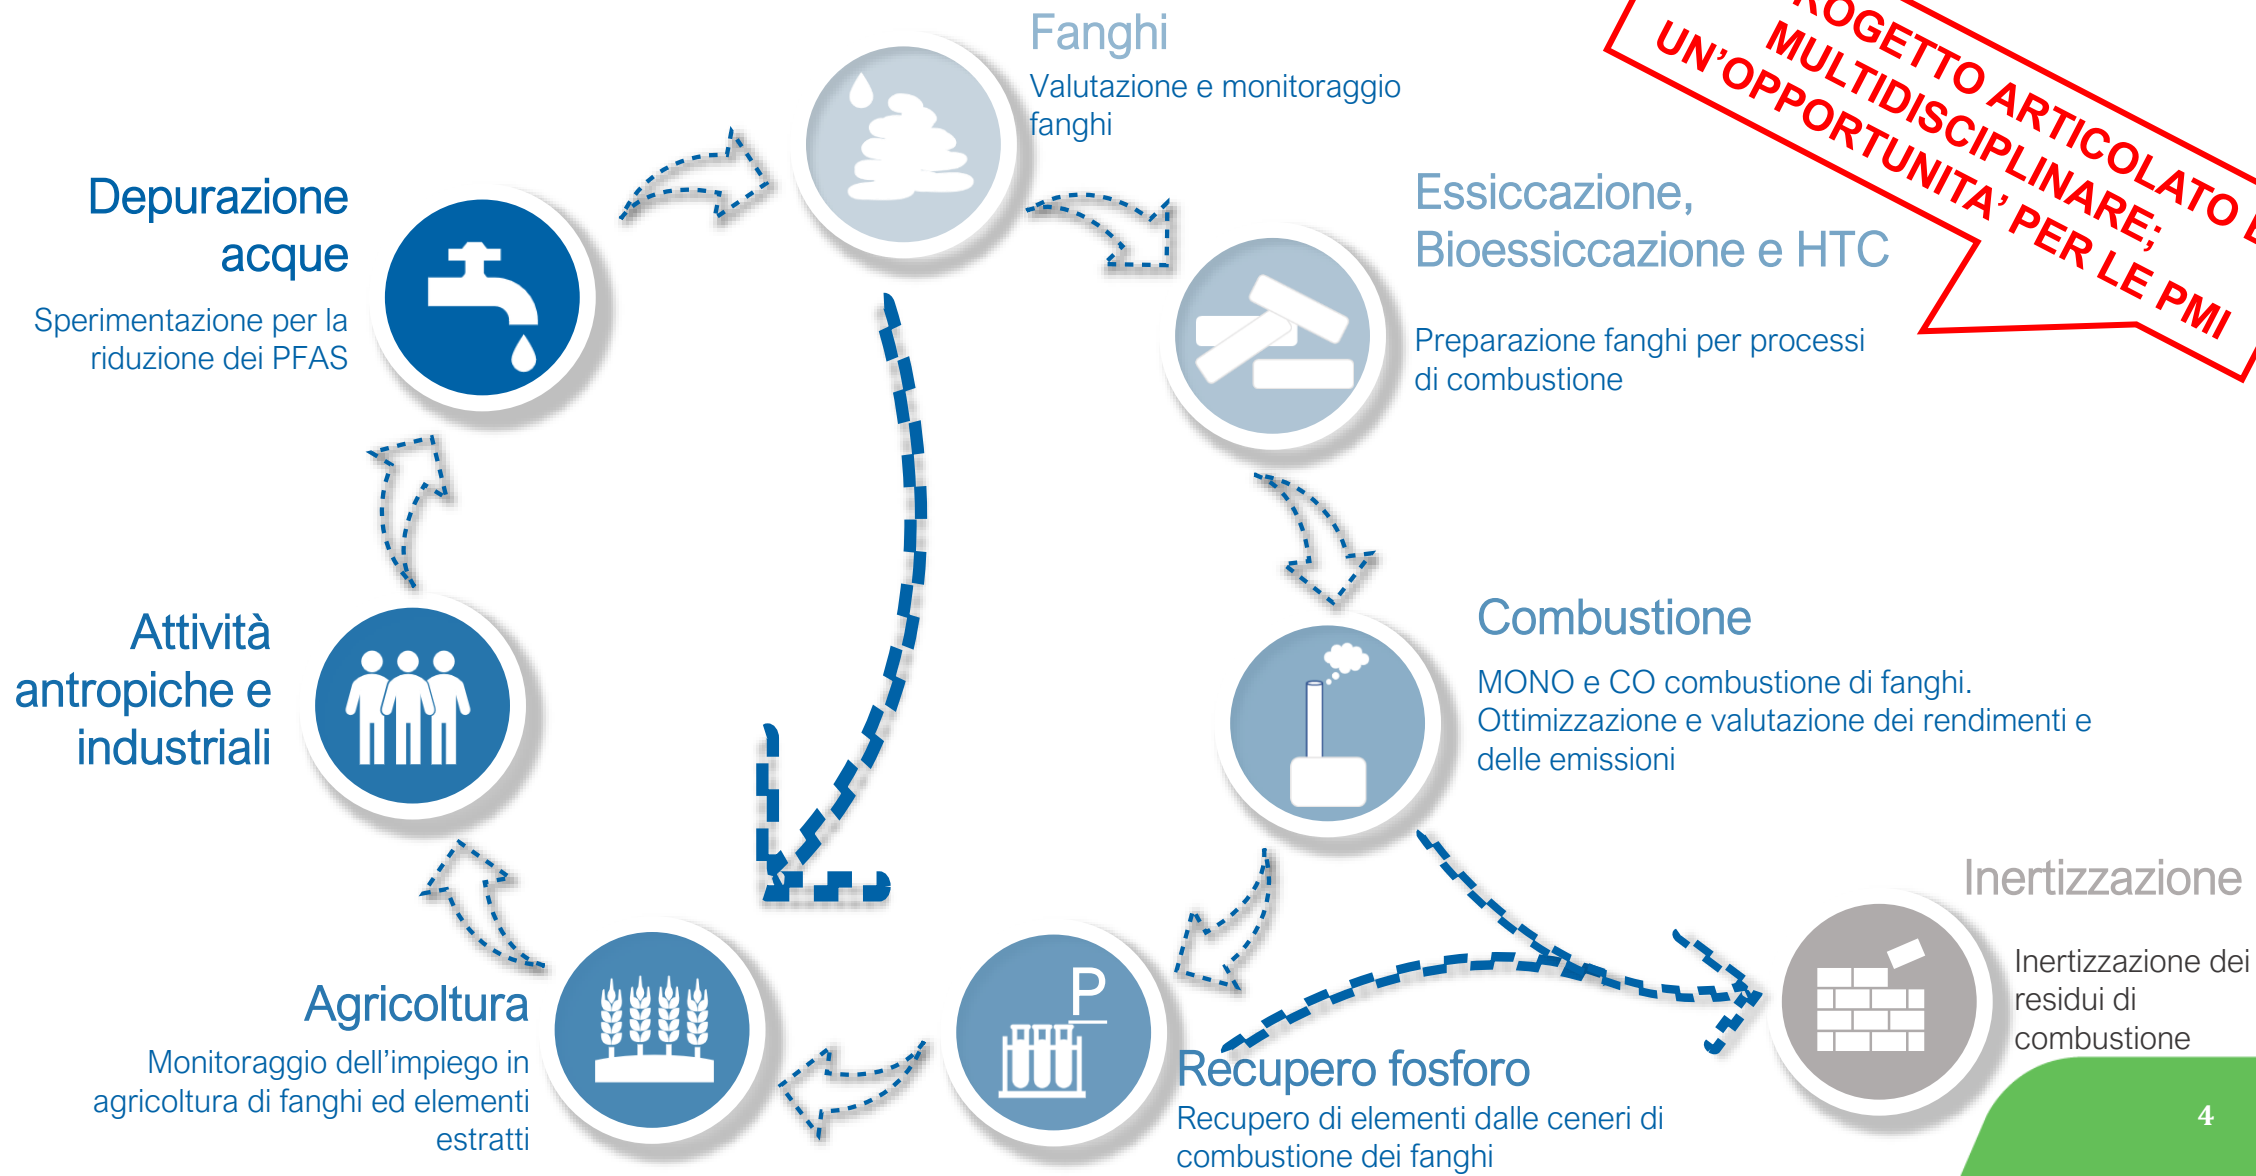 Fanghi
Valutazione e monitoraggio
fanghi
ARTICOLATO
MULTIDISCIPLINARE;
UN'OPPORTUNITA' PER LE PMI
Depurazione
acque
Sperimentazione per la
riduzione dei PFAS
Essiccazione,
Bioessiccazione e HTC
Preparazione fanghi per processi
di combustione
Attività
antropiche e
industriali
Combustione
MONO e CO combustione di fanghi.
Ottimizzazione e valutazione dei rendimenti e
delle emissioni
Inertizzazione
Inertizzazione dei
residui di
combustione
Agricoltura
Monitoraggio dell'impiego in
agricoltura di fanghi ed elementi
estratti
P
Recupero fosforo
Recupero di elementi dalle ceneri di
combustione dei fanghi
4